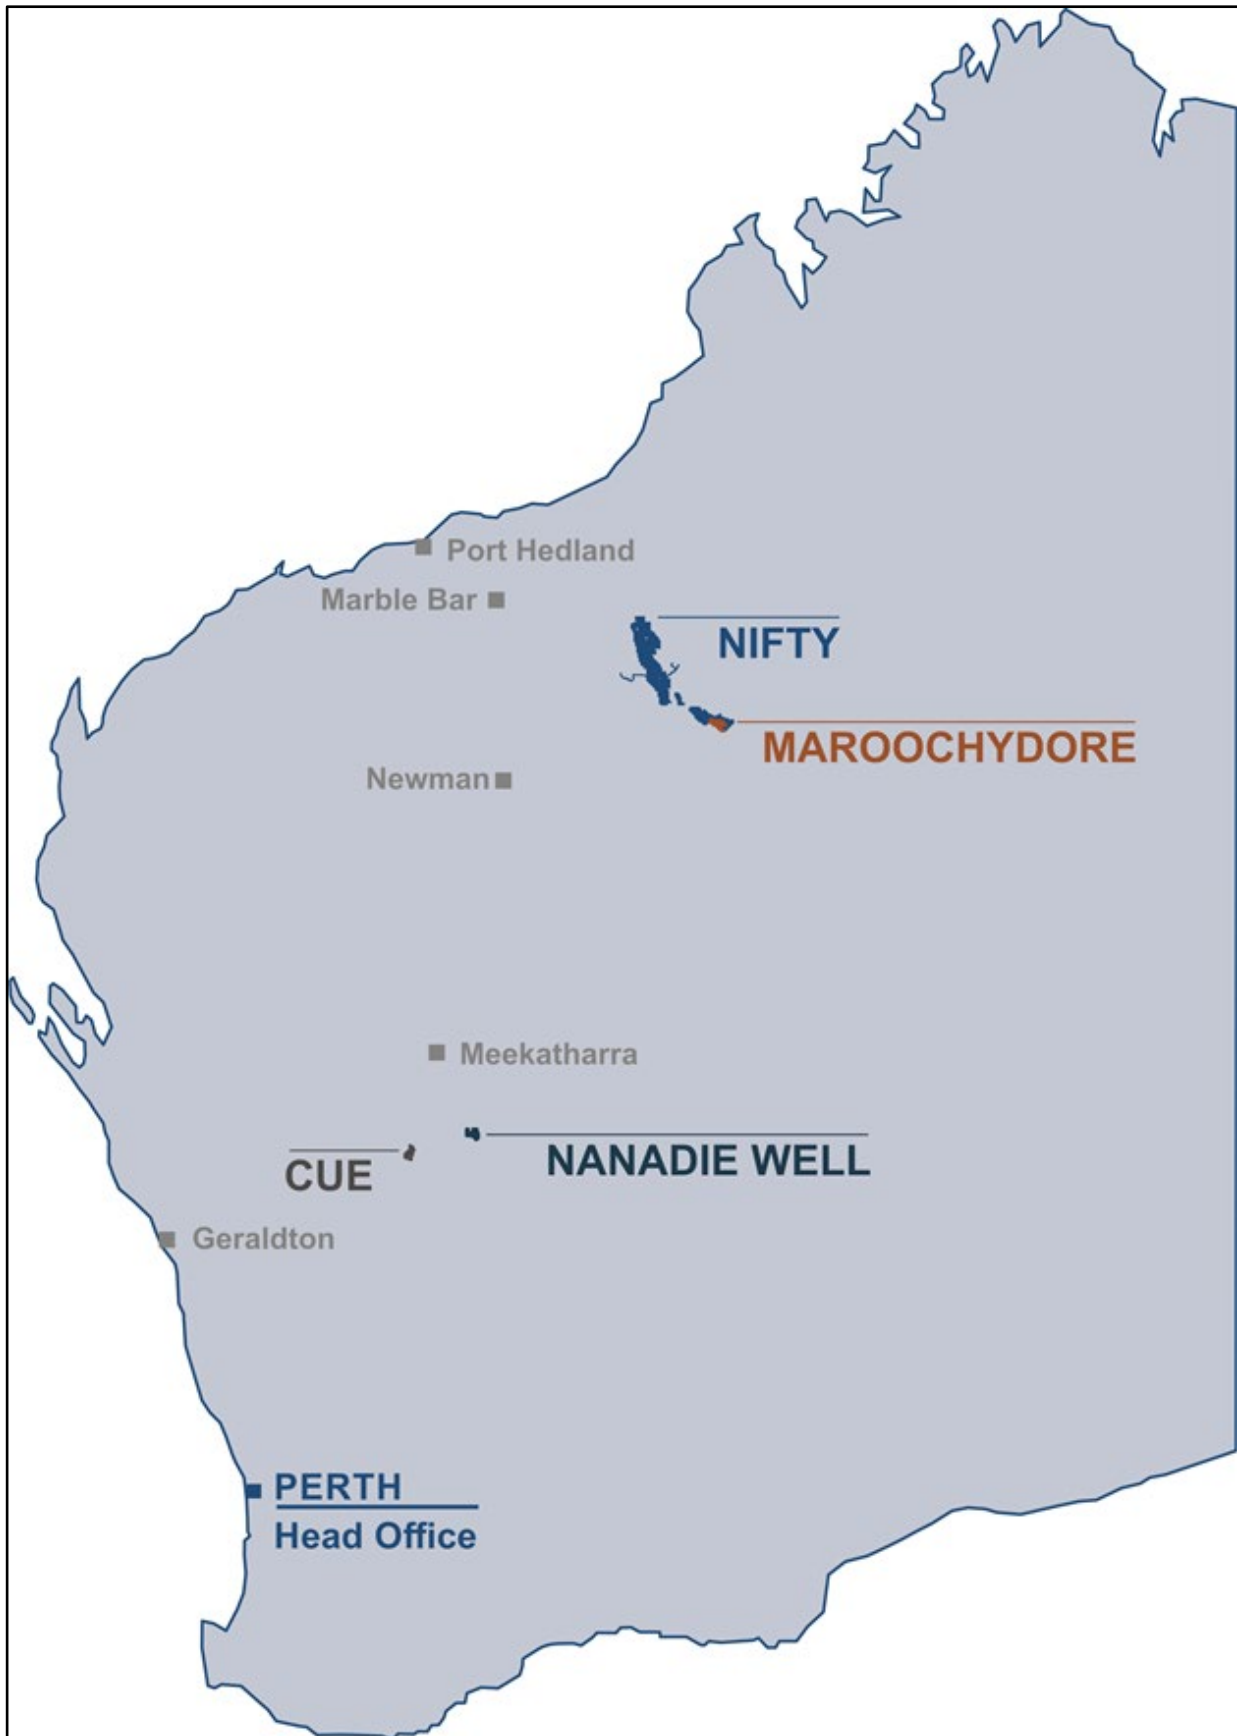 Port Hedland
Marble Bar
NIFTY
MAROOCHYDORE
Newman
Meekatharra
CUE
NANADIE WELL
Geraldton
PERTH
Head Office